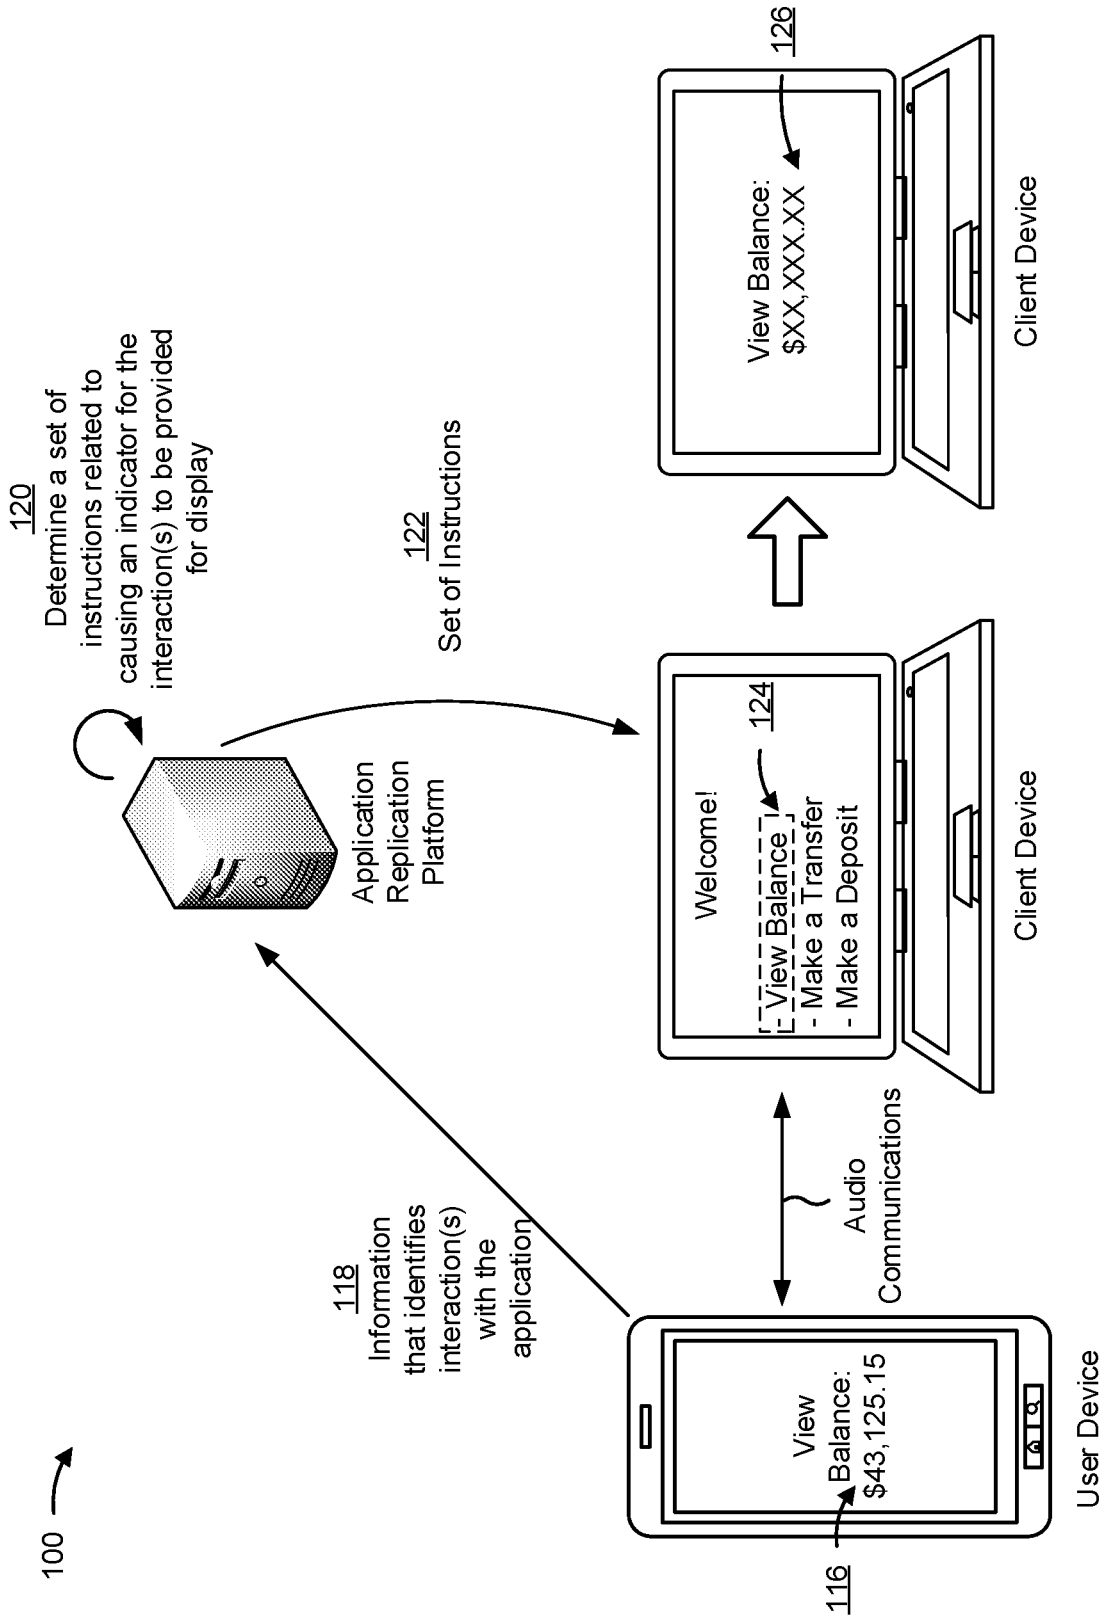 100
120
Determine a set of
instructions related to
causing an indicator for the
interaction(s) to be provided
for display
Application
Replication
Platform
118
Information
that identifies
interaction(s)
with the
application
122
Set of Instructions
View
Balance:
$43,125.15
116
User Device
Audio
Communications
Welcome!
- View Balance
- Make a Transfer
- Make a Deposit
124
Client Device
View Balance:
$XX,XXX.XX
126
Client Device